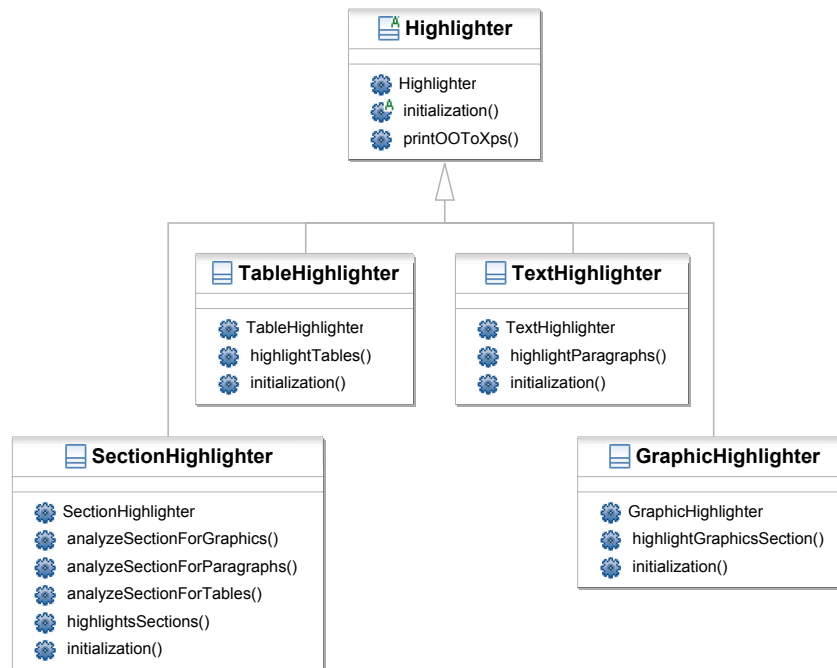 Highlighter
Highlighter
initialization()
printOOToXps()
TableHighlighter
TableHighlighter
highlightTables()
initialization()
TextHighlighter
TextHighlighter
highlightParagraphs()
initialization()
SectionHighlighter
SectionHighlighter
analyzeSectionForGraphics()
analyzeSectionForParagraphs()
analyzeSectionForTables()
highlightsSections()
initialization()
GraphicHighlighter
GraphicHighlighter
highlightGraphicsSection()
initialization()